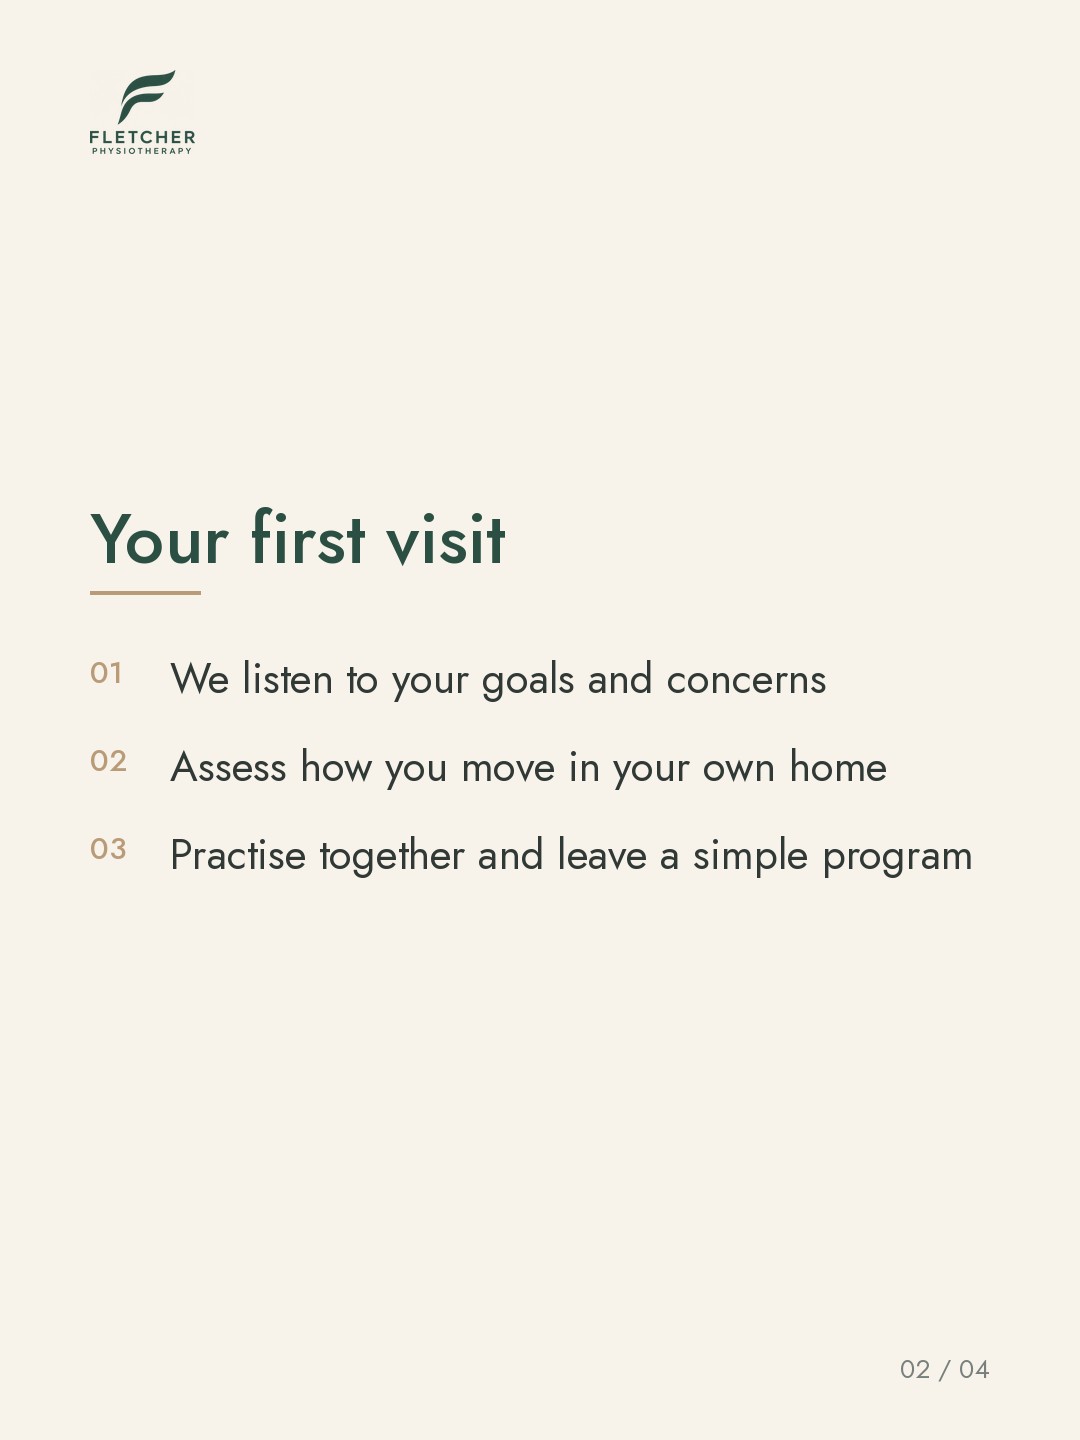 FLETCHER
PHYSIOTHERAPY
Your first visit
01 We listen to your goals and concerns
02 Assess how you move in your own home
03 Practise together and leave a simple program
02 / 04